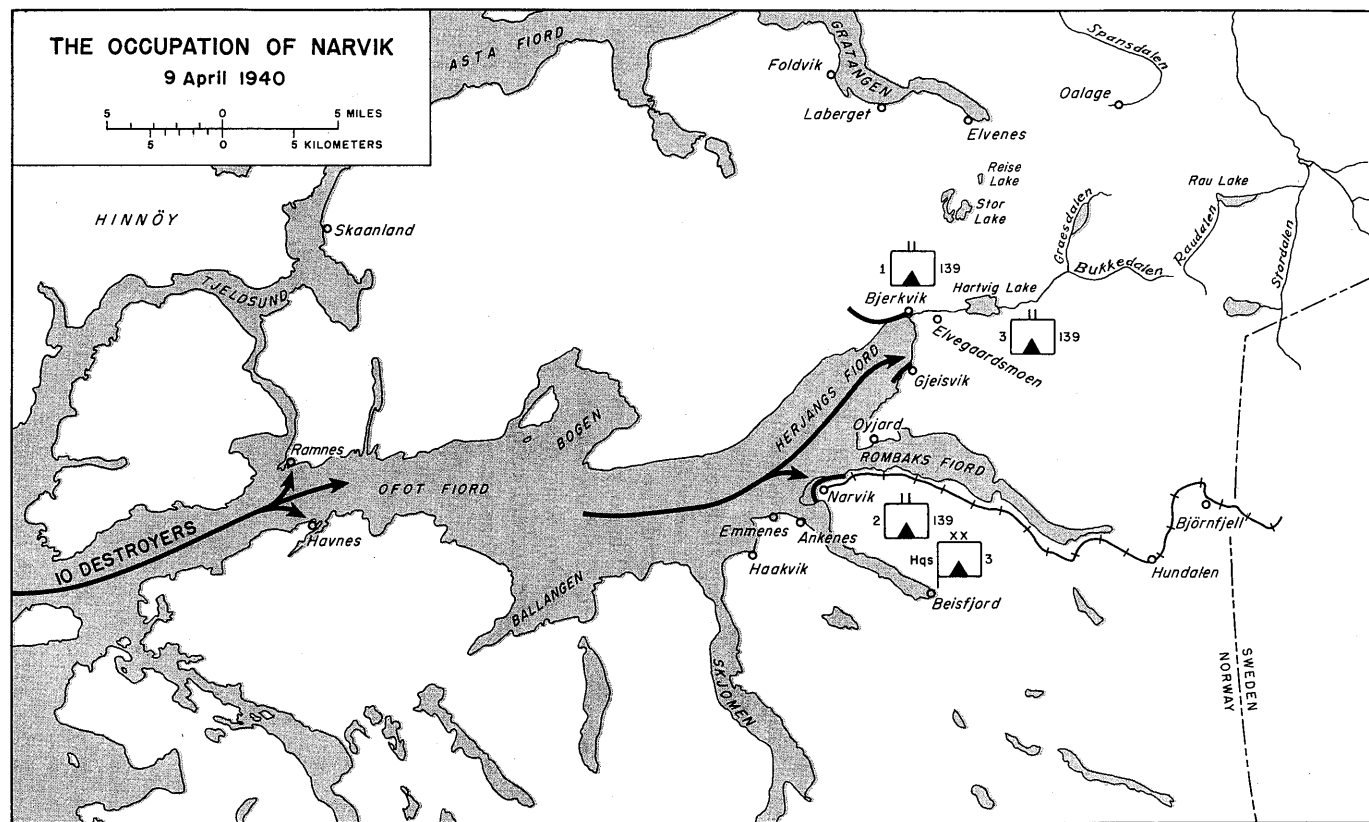 THE OCCUPATION OF NARVIK
9 April 1940
5 0 5 MILES
5 0 5 KILOMETERS
ASTA FIORD
GRATANGEN
Foldvik
Laberget
Elvenes
Spansdalen
Oalage
Reise
Lake
Stor
Lake
Rau Lake
HINNÖY
Skaanland
TJELDSUND
Graesdalen
Bukkedalen
Raudalen
Stordalen
1 139
Bjerkvik
Hartvig Lake
3 139
Elvegaardsmoen
Gjeisvik
HERJANGS FIORD
BOGEN
Oyjard
ROMBAKS FIORD
Ramnes
OFOT FIORD
10 DESTROYERS
Havnes
Narvik
Emmenes
Ankenes
2 139
XX
Hqs 3
Haakvik
Beisfjord
Björnfjell
Hundalen
BALLANGEN
SKJOMEN
NORWAY
SWEDEN